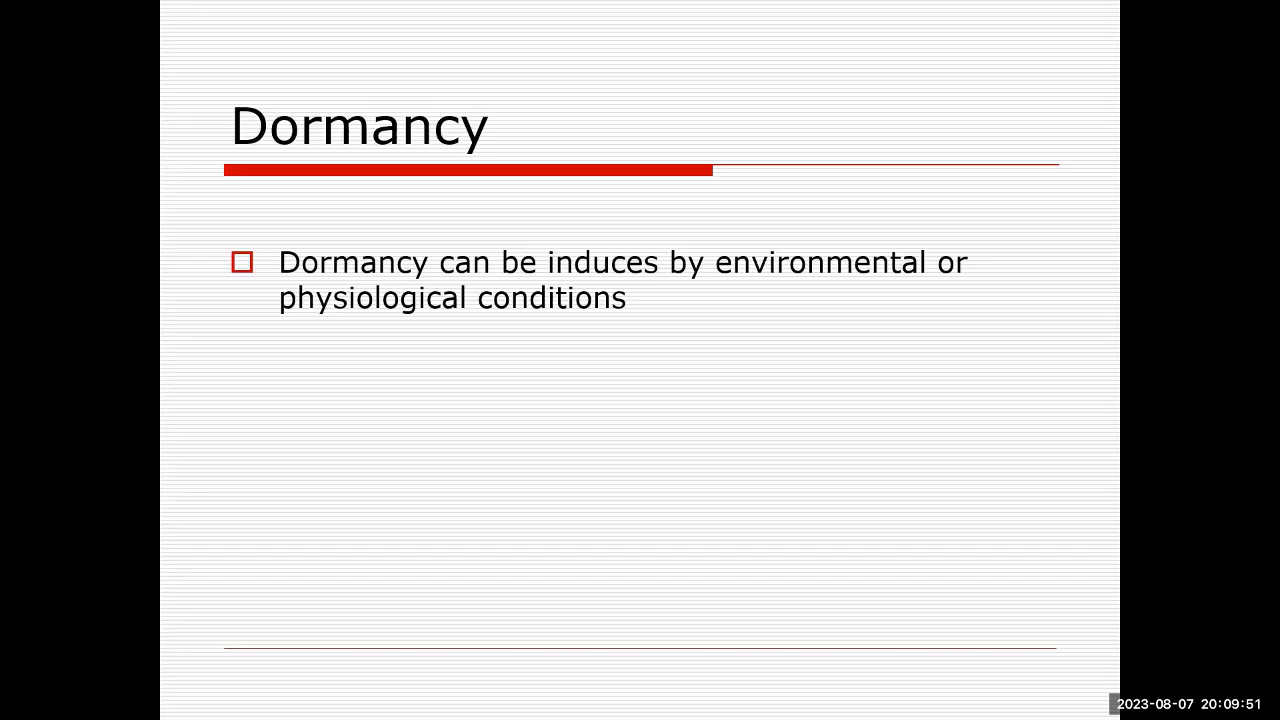 Dormancy
Dormancy can be induces by environmental or
physiological conditions
2023-08-07 20:09:51